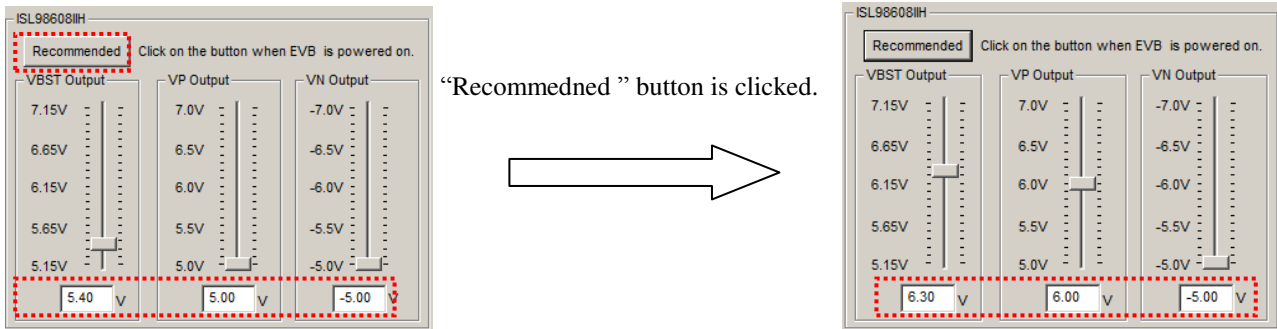 ISL98608IIH
Recommended Click on the button when EVB is powered on.
VBST Output VP Output VN Output
7.15V 7.0V -7.0V
6.65V 6.5V -6.5V
6.15V 6.0V -6.0V
5.65V 5.5V -5.5V
5.15V 5.0V -5.0V
5.40 V 5.00 V -5.00 V
“Recommedned ” button is clicked.
ISL98608IIH
Recommended Click on the button when EVB is powered on.
VBST Output VP Output VN Output
7.15V 7.0V -7.0V
6.65V 6.5V -6.5V
6.15V 6.0V -6.0V
5.65V 5.5V -5.5V
5.15V 5.0V -5.0V
6.30 V 6.00 V -5.00 V